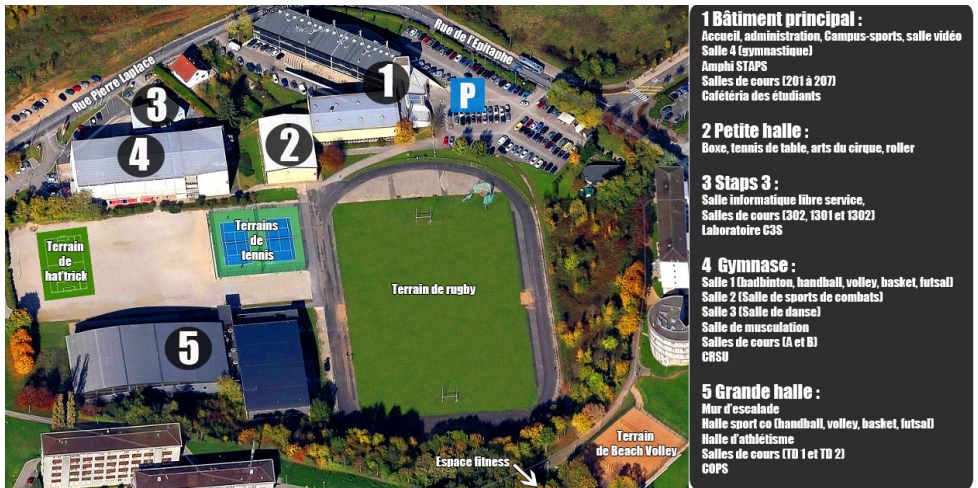 Rue Pierre Laplace
Rue de l'Epitaphe
P
1
2
3
4
5
Terrain
de
hat'trick
Terrains
de
tennis
Terrain de rugby
Terrain
de Beach Volley
Espace fitness
1 Bâtiment principal :
Accueil, administration, Campus-sports, salle vidéo
Salle 4 (gymnastique)
Amphi STAPS
Salles de cours (201 à 207)
Cafétéria des étudiants
2 Petite halle :
Boxe, tennis de table, arts du cirque, roller
3 Staps 3 :
Salle informatique libre service,
Salles de cours (302, 1301 et 1302)
Laboratoire C3S
4 Gymnase :
Salle 1 (badbinton, handball, volley, basket, futsal)
Salle 2 (Salle de sports de combats)
Salle 3 (Salle de danse)
Salle de musculation
Salles de cours (A et B)
CRSU
5 Grande halle :
Mur d'escalade
Halle sport co (handball, volley, basket, futsal)
Halle d'athlétisme
Salles de cours (TD 1 et TD 2)
COPS